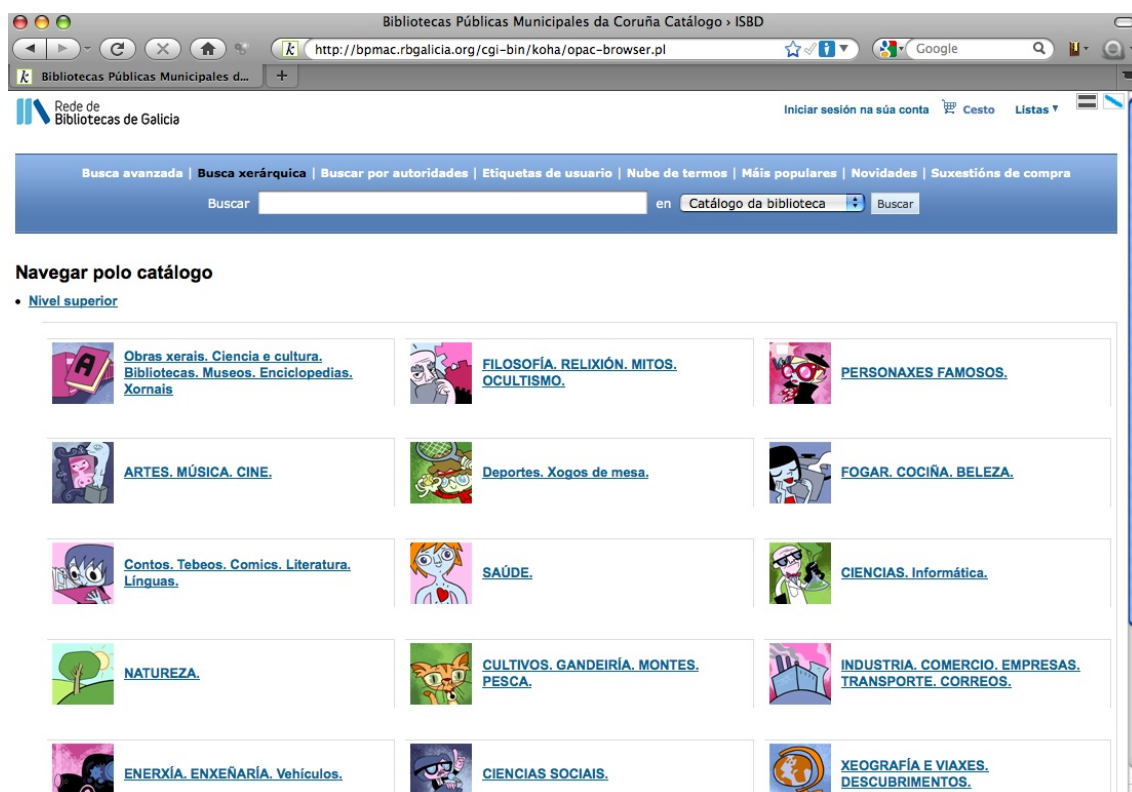 Bibliotecas Públicas Municipales da Coruña Catálogo › ISBD
k http://bpmac.rbgalicia.org/cgi-bin/koha/opac-browser.pl
Google
k Bibliotecas Públicas Municipales d... +
Rede de
Bibliotecas de Galicia
Iniciar sesión na súa conta Cesto Listas
Busca avanzada | Busca xerárquica | Buscar por autoridades | Etiquetas de usuario | Nube de termos | Máis populares | Novidades | Suxestións de compra
Buscar en Catálogo da biblioteca Buscar
Navegar polo catálogo
• Nivel superior
A
Obras xerais. Ciencia e cultura.
Bibliotecas. Museos. Enciclopedias.
Xornais
FILOSOFÍA. RELIXIÓN. MITOS.
OCULTISMO.
PERSONAXES FAMOSOS.
ARTES. MÚSICA. CINE.
Deportes. Xogos de mesa.
FOGAR. COCIÑA. BELEZA.
Contos. Tebeos. Comics. Literatura.
Línguas.
SAÚDE.
CIENCIAS. Informática.
NATUREZA.
CULTIVOS. GANDEIRÍA. MONTES.
PESCA.
INDUSTRIA. COMERCIO. EMPRESAS.
TRANSPORTE. CORREOS.
ENERXÍA. ENXEÑARÍA. Vehículos.
CIENCIAS SOCIAIS.
XEOGRAFÍA E VIAXES.
DESCUBRIMENTOS.